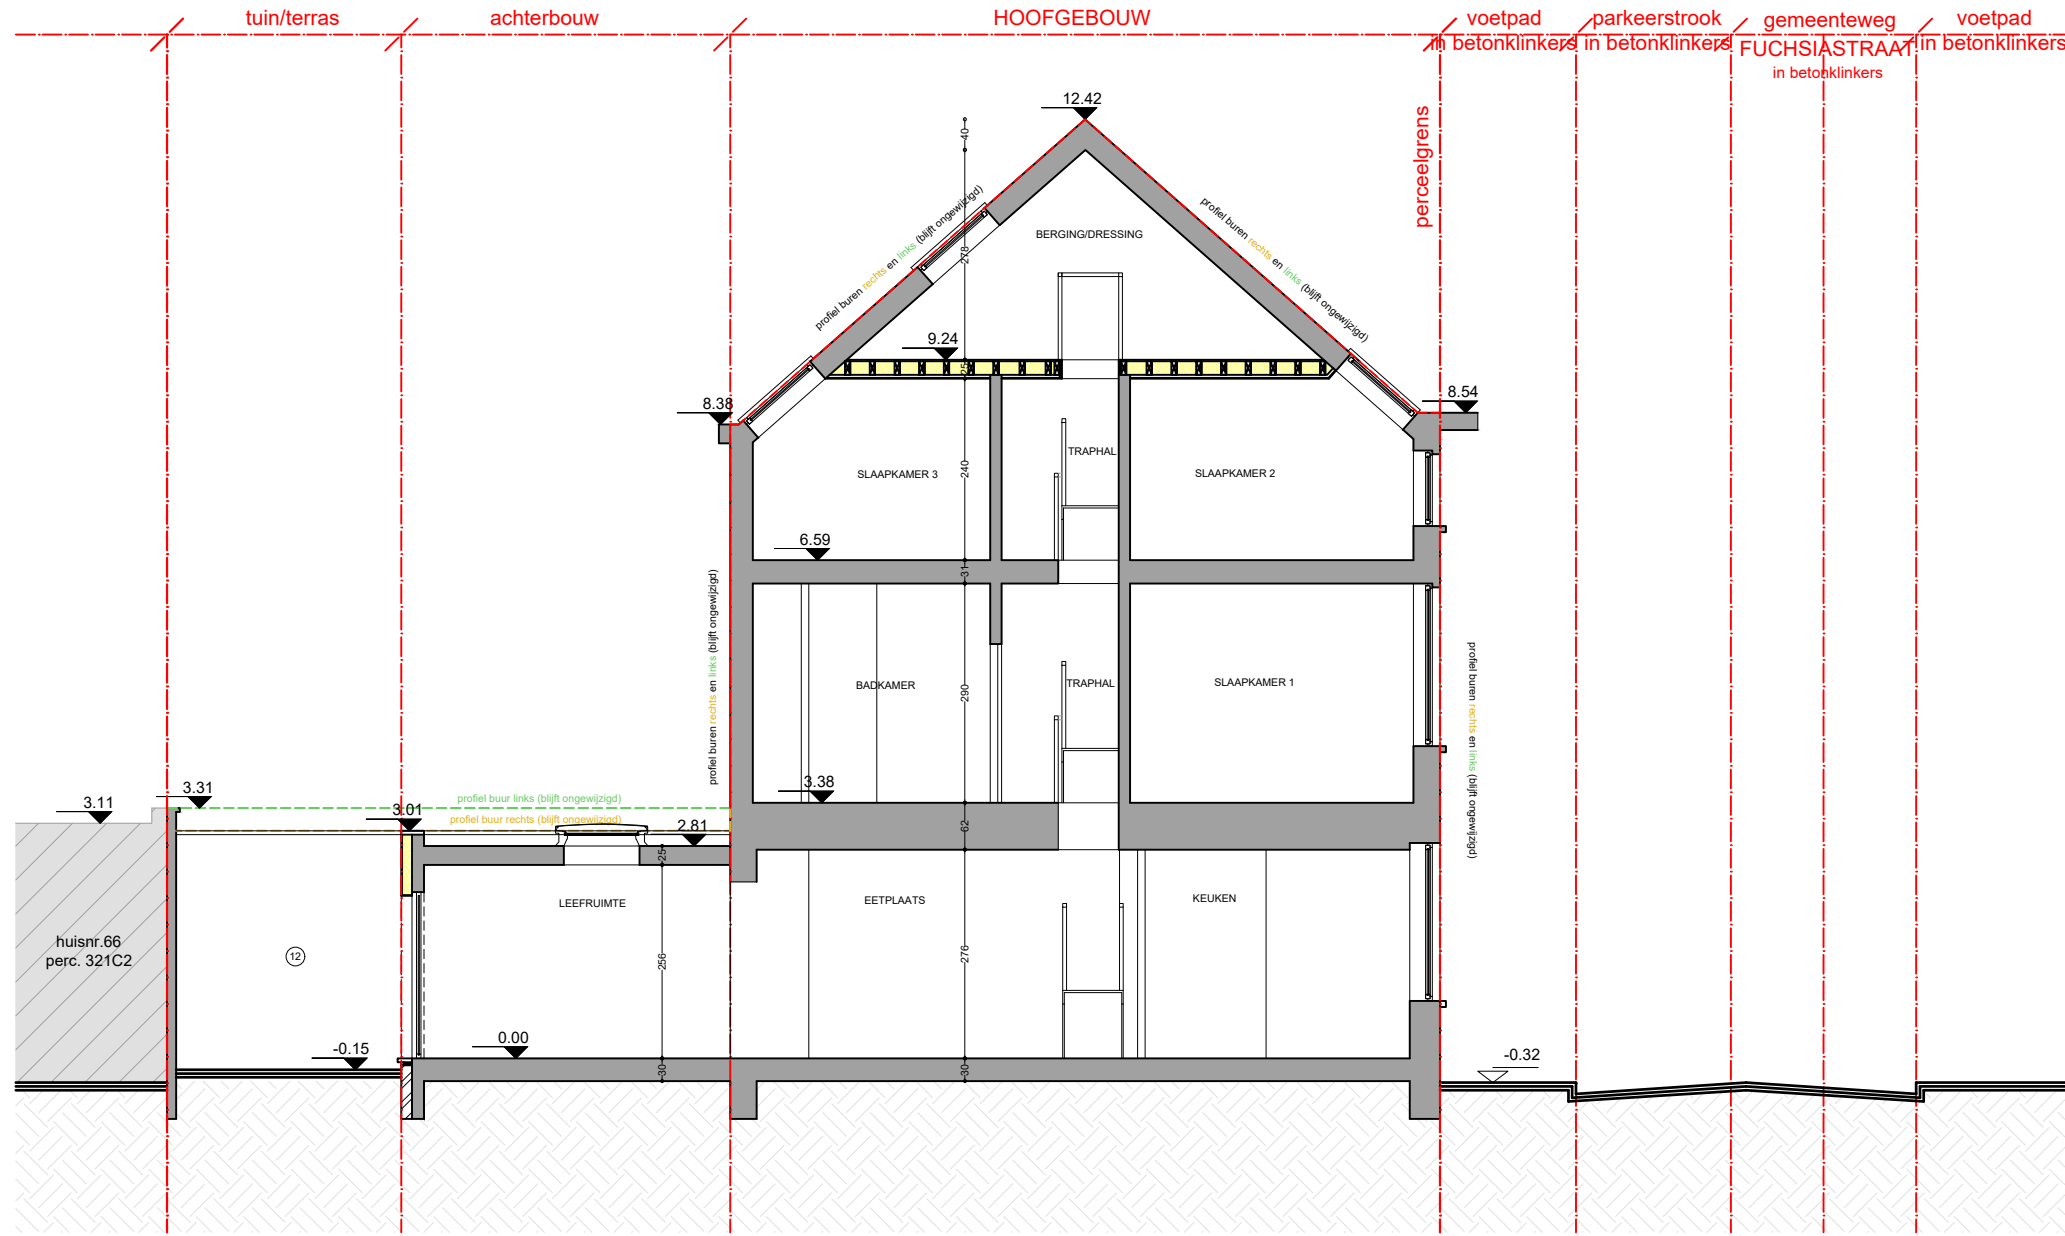 tuin/terras
achterbouw
HOOFGEBOUW
voetpad
in betonklinkers
parkeerstrook
in betonklinkers
gemeenteweg
FUCHSIASTRAAT
in betonklinkers
voetpad
in betonklinkers
perceelgrens
12.42
40
278
BERGING/DRESSING
profiel buren rechts en links (blijft ongewijzigd)
profiel buren rechts en links (blijft ongewijzigd)
9.24
25
8.38
8.54
SLAAPKAMER 3
240
TRAPHAL
SLAAPKAMER 2
6.59
31
profiel buren rechts en links (blijft ongewijzigd)
BADKAMER
290
TRAPHAL
SLAAPKAMER 1
profiel buren rechts en links (blijft ongewijzigd)
3.38
62
3.11
3.31
profiel buur links (blijft ongewijzigd)
3.01
profiel buur rechts (blijft ongewijzigd)
2.81
25
LEEFRUIMTE
EETPLAATS
KEUKEN
huisnr.66
perc. 321C2
12
256
276
-0.15
0.00
-0.32
30
30